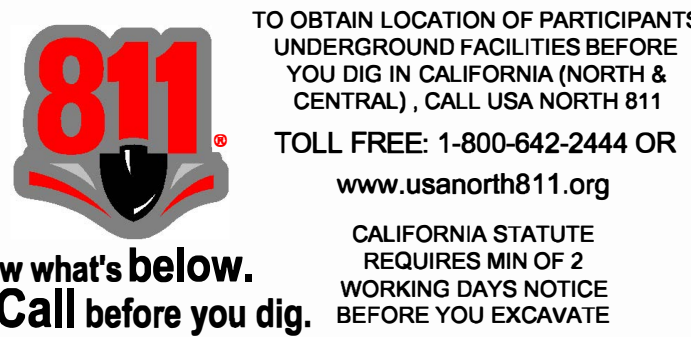 811®
w what's below.
Call before you dig.
TO OBTAIN LOCATION OF PARTICIPANTS
UNDERGROUND FACILITIES BEFORE
YOU DIG IN CALIFORNIA (NORTH &
CENTRAL) , CALL USA NORTH 811
TOLL FREE: 1-800-642-2444 OR
www.usanorth811.org
CALIFORNIA STATUTE
REQUIRES MIN OF 2
WORKING DAYS NOTICE
BEFORE YOU EXCAVATE